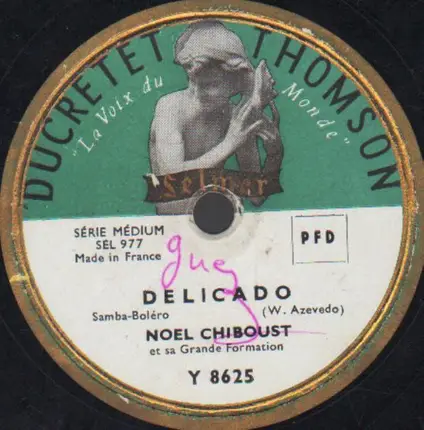 DUCRETET THOMSON
"La Voix du Monde"
Selmer
SÉRIE MÉDIUM
SEL 977
Made in France
PFD
DELICADO
Samba-Boléro (W. Azevedo)
NOEL CHIBOUST
et sa Grande Formation
Y 8625